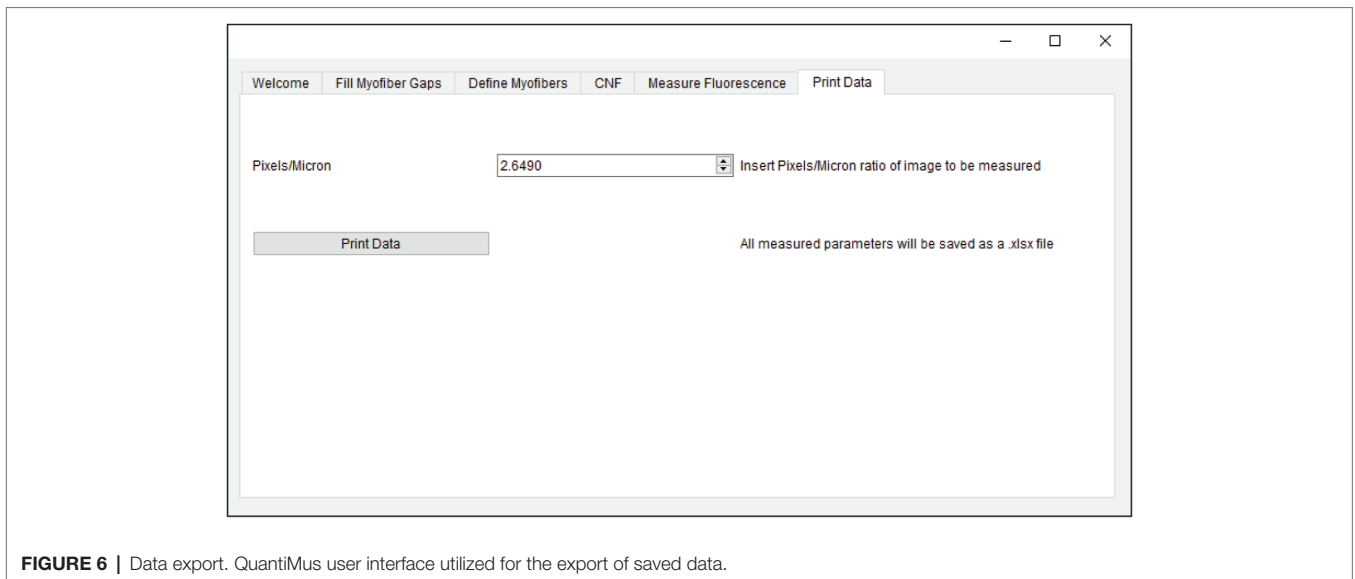 Welcome Fill Myofiber Gaps Define Myofibers CNF Measure Fluorescence Print Data
Pixels/Micron 2.6490 Insert Pixels/Micron ratio of image to be measured
Print Data All measured parameters will be saved as a .xlsx file
FIGURE 6 | Data export. QuantiMus user interface utilized for the export of saved data.